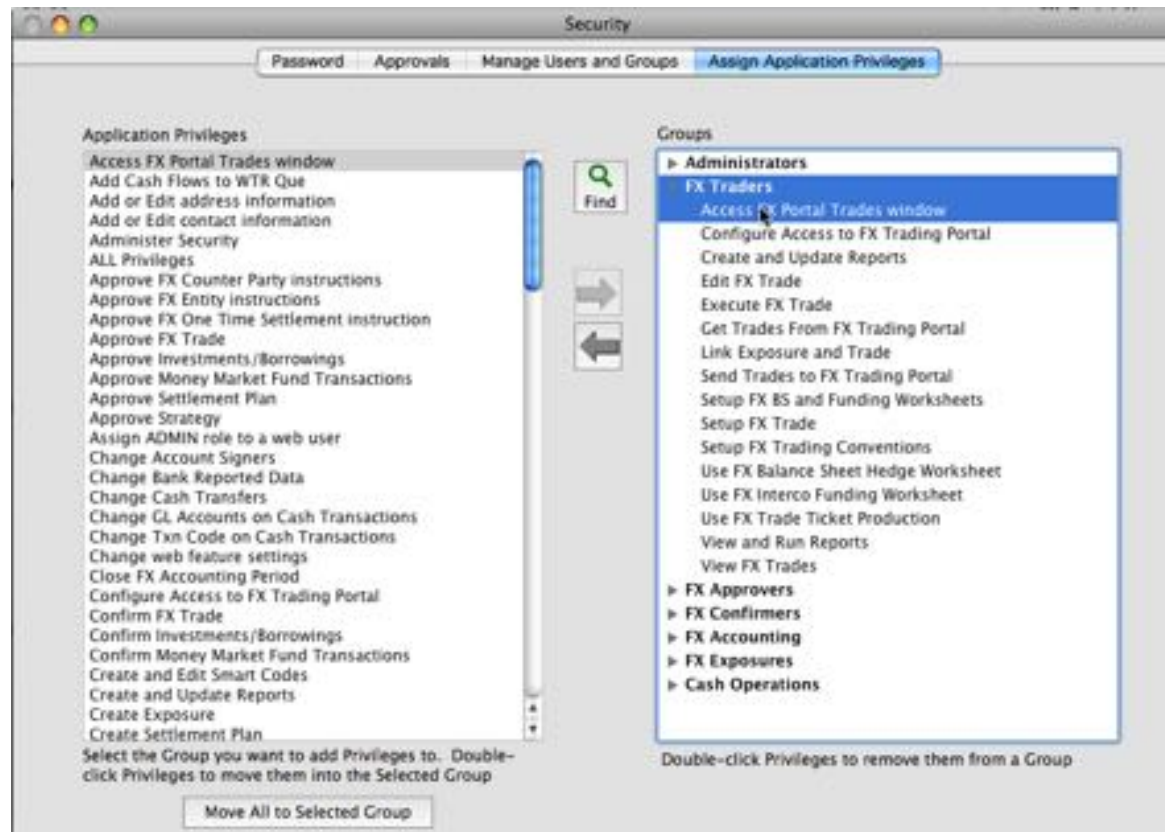 Security
Password Approvals Manage Users and Groups Assign Application Privileges
Application Privileges
Access FX Portal Trades window
Add Cash Flows to WTR Que
Add or Edit address information
Add or Edit contact information
Administer Security
ALL Privileges
Approve FX Counter Party instructions
Approve FX Entity instructions
Approve FX One Time Settlement instruction
Approve FX Trade
Approve Investments/Borrowings
Approve Money Market Fund Transactions
Approve Settlement Plan
Approve Strategy
Assign ADMIN role to a web user
Change Account Signers
Change Bank Reported Data
Change Cash Transfers
Change GL Accounts on Cash Transactions
Change Txn Code on Cash Transactions
Change web feature settings
Close FX Accounting Period
Configure Access to FX Trading Portal
Confirm FX Trade
Confirm Investments/Borrowings
Confirm Money Market Fund Transactions
Create and Edit Smart Codes
Create and Update Reports
Create Exposure
Create Settlement Plan
Select the Group you want to add Privileges to. Double-
click Privileges to move them into the Selected Group
Move All to Selected Group
Find
Groups
Administrators
FX Traders
Access FX Portal Trades window
Configure Access to FX Trading Portal
Create and Update Reports
Edit FX Trade
Execute FX Trade
Get Trades From FX Trading Portal
Link Exposure and Trade
Send Trades to FX Trading Portal
Setup FX BS and Funding Worksheets
Setup FX Trade
Setup FX Trading Conventions
Use FX Balance Sheet Hedge Worksheet
Use FX Interco Funding Worksheet
Use FX Trade Ticket Production
View and Run Reports
View FX Trades
FX Approvers
FX Confirmers
FX Accounting
FX Exposures
Cash Operations
Double-click Privileges to remove them from a Group